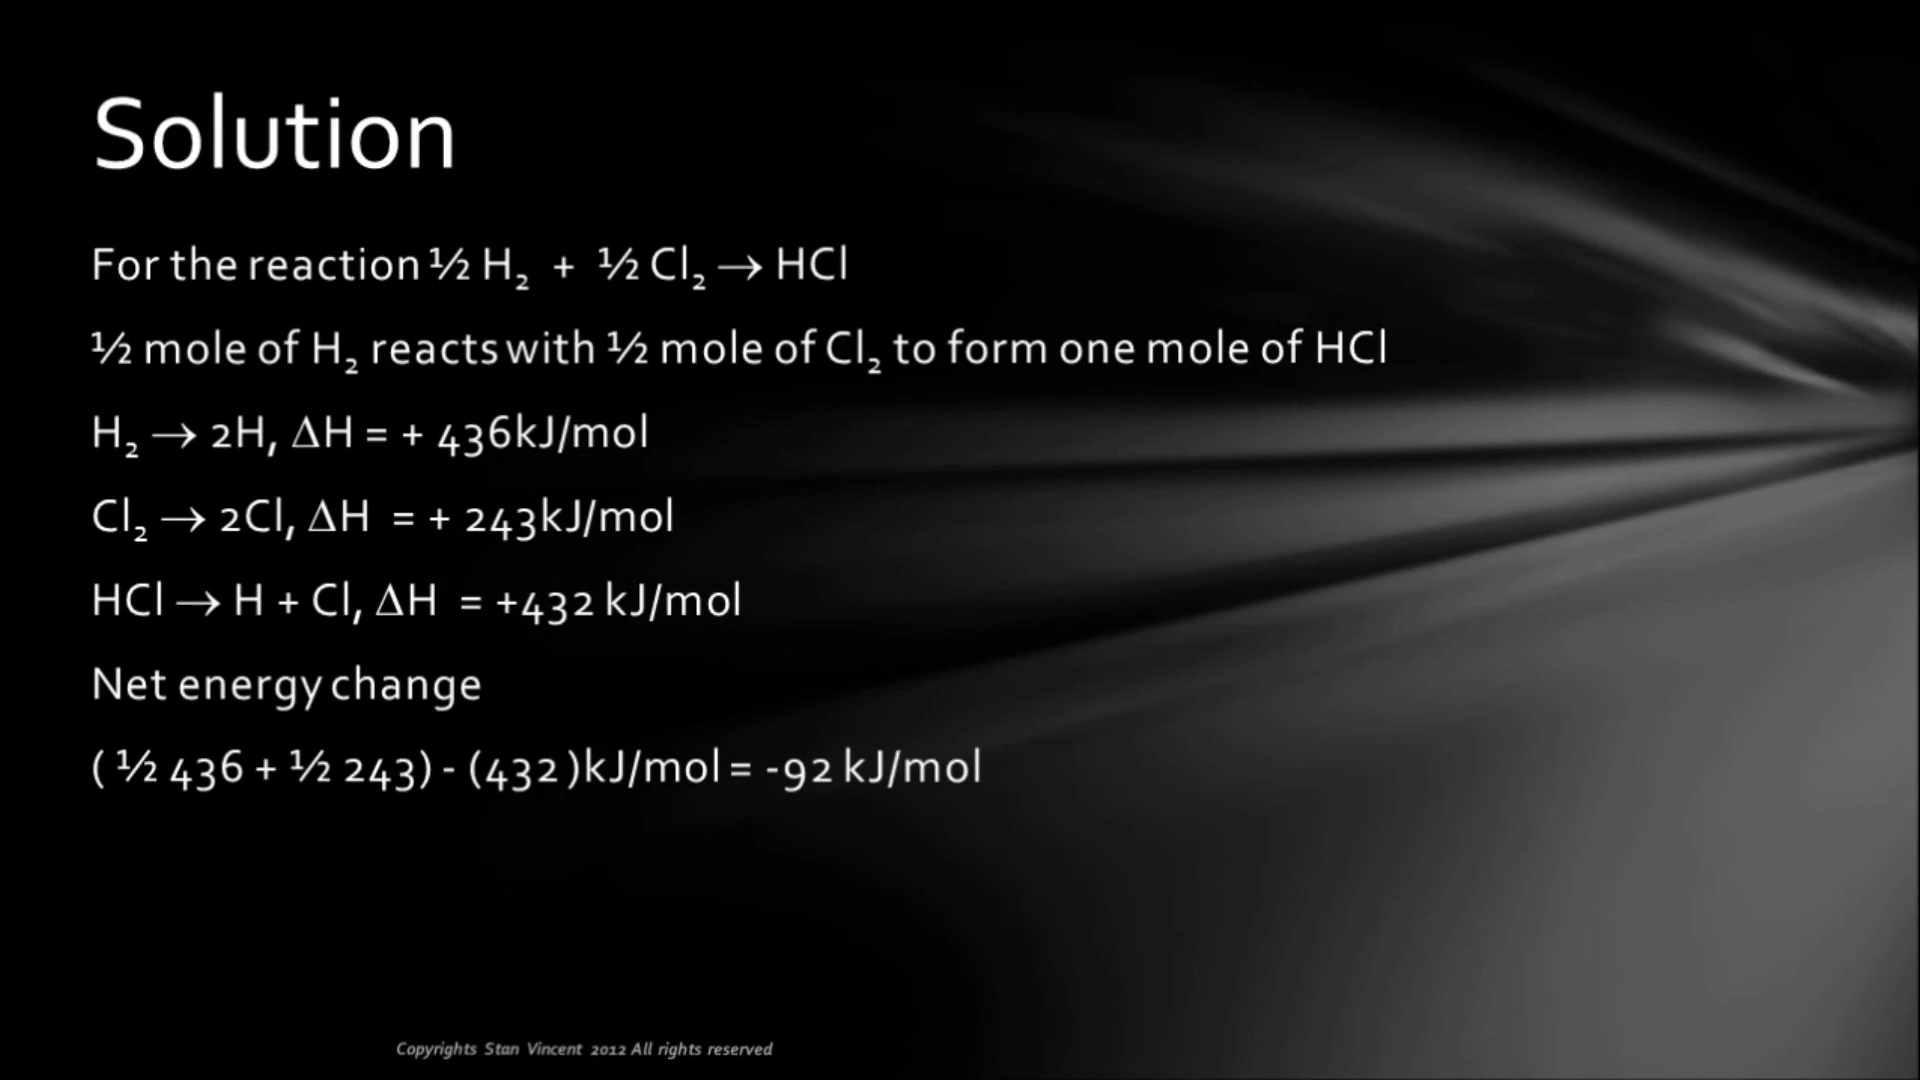 Solution
For the reaction ½ H₂ + ½ Cl₂ → HCl
½ mole of H₂ reacts with ½ mole of Cl₂ to form one mole of HCl
H₂ → 2H, ΔH = + 436kJ/mol
Cl₂ → 2Cl, ΔH = + 243kJ/mol
HCl → H + Cl, ΔH = +432 kJ/mol
Net energy change
( ½ 436 + ½ 243) - (432 )kJ/mol = -92 kJ/mol
Copyrights Stan Vincent 2012 All rights reserved